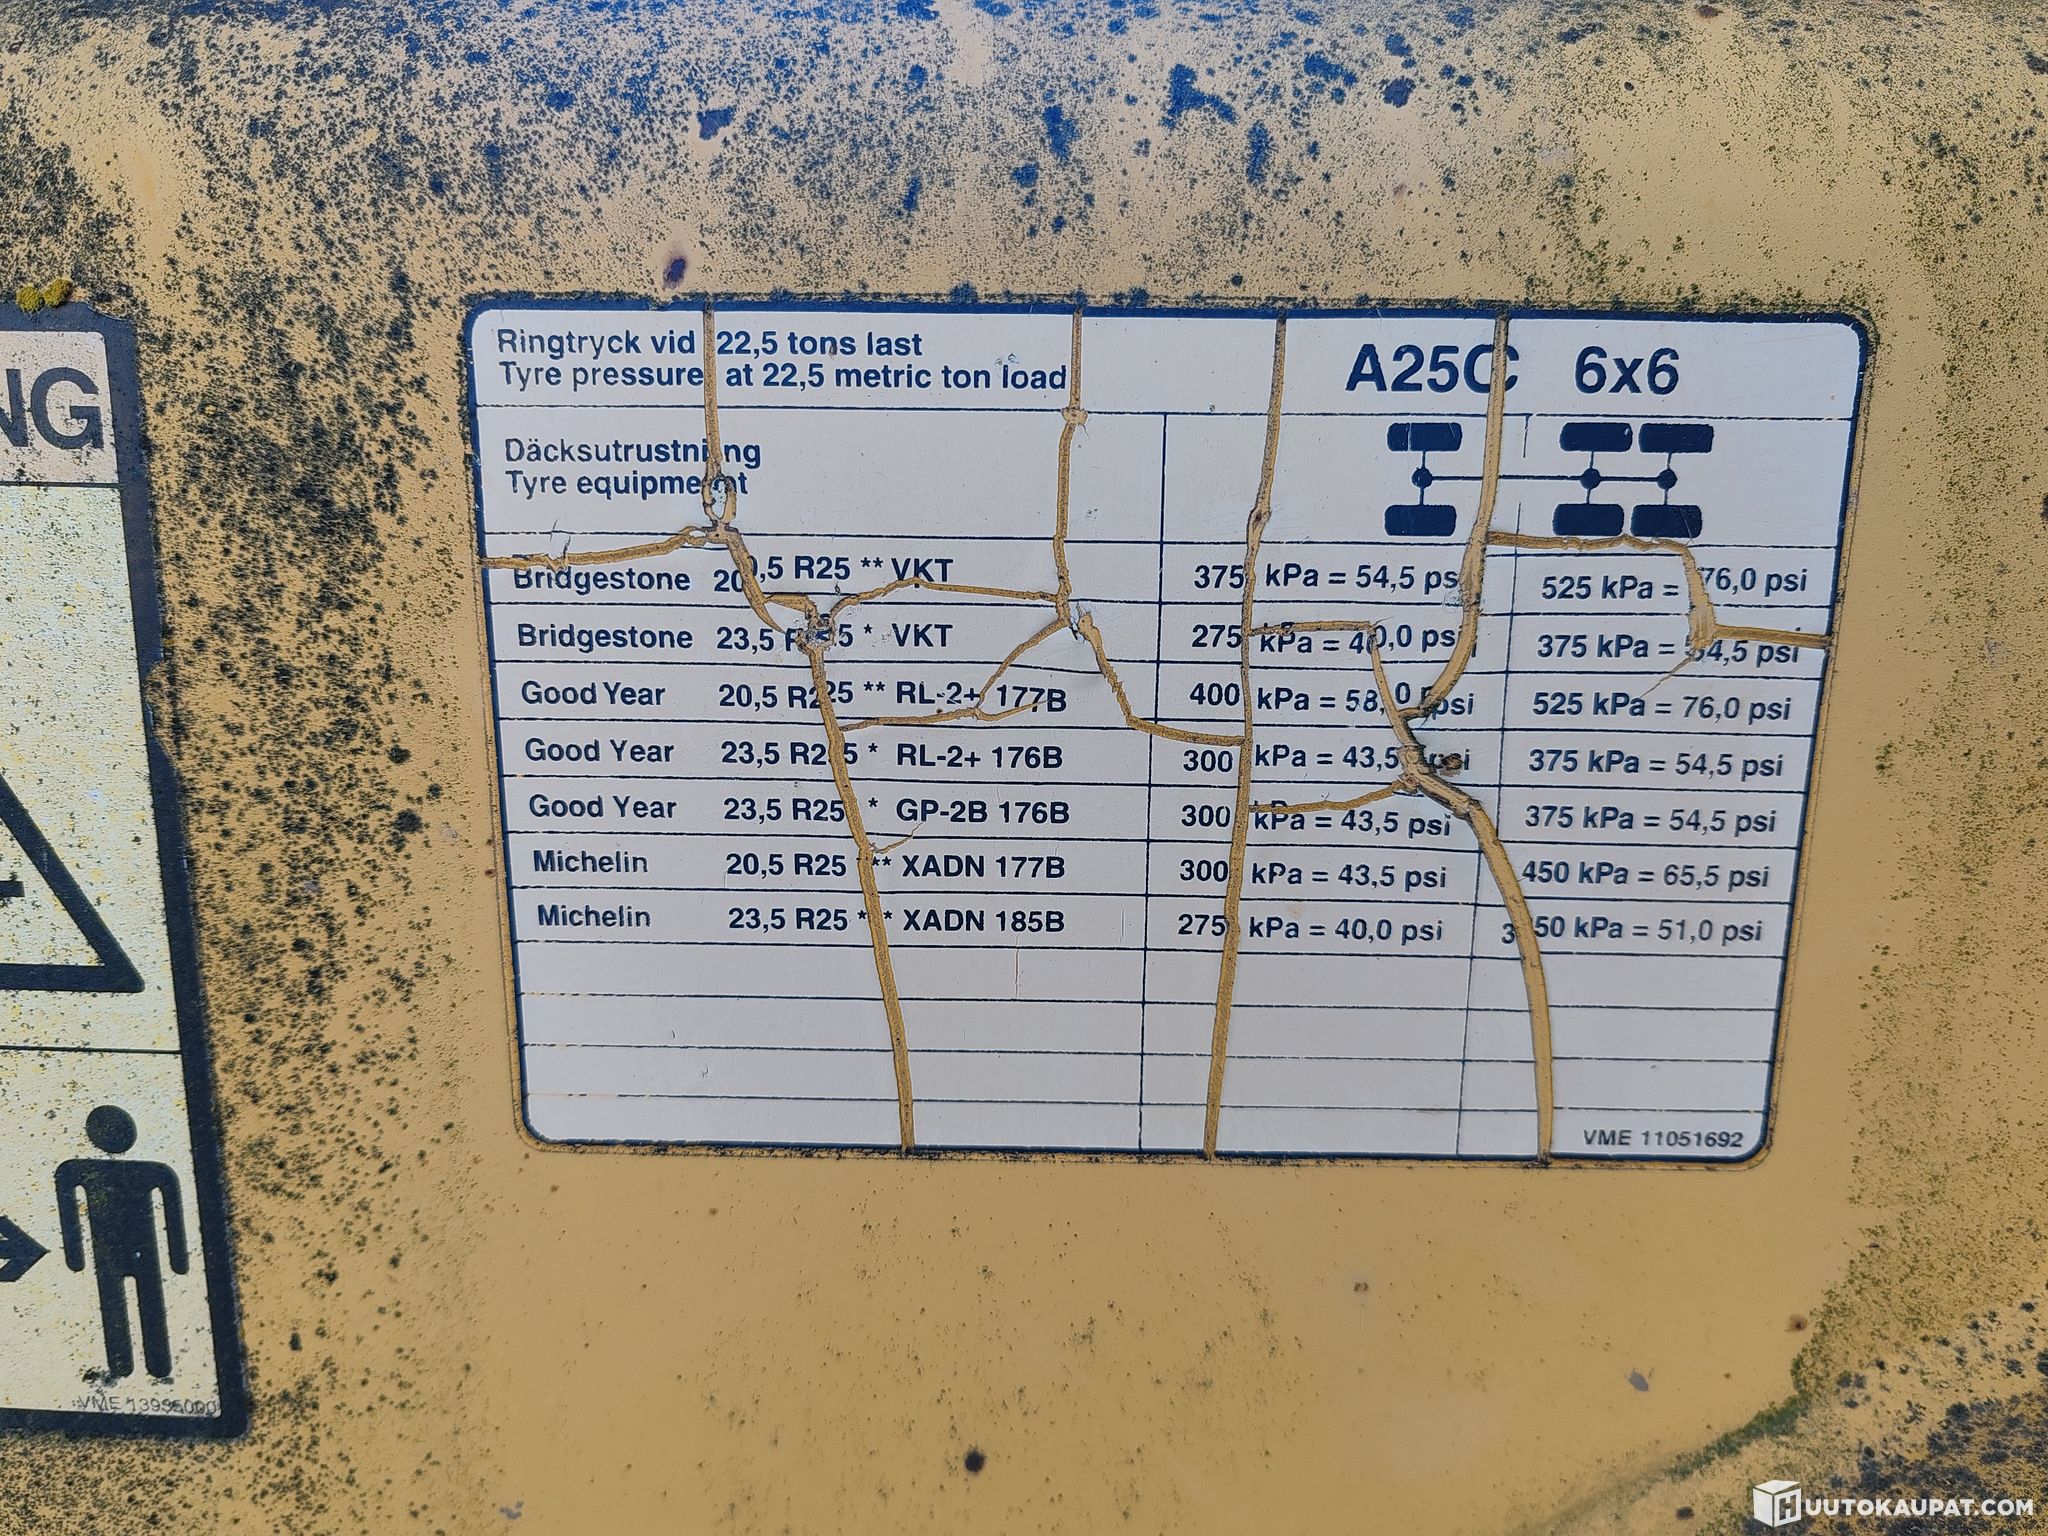 NG
Ringtryck vid 22,5 tons last
Tyre pressure at 22,5 metric ton load
A25C 6x6
Däcksutrustning
Tyre equipment
Bridgestone 20,5 R25 ** VKT 375 kPa = 54,5 psi 525 kPa = 76,0 psi
Bridgestone 23,5 R25 * VKT 275 kPa = 40,0 psi 375 kPa = 54,5 psi
Good Year 20,5 R25 ** RL-2+ 177B 400 kPa = 58,0 psi 525 kPa = 76,0 psi
Good Year 23,5 R25 * RL-2+ 176B 300 kPa = 43,5 psi 375 kPa = 54,5 psi
Good Year 23,5 R25 * GP-2B 176B 300 kPa = 43,5 psi 375 kPa = 54,5 psi
Michelin 20,5 R25 ** XADN 177B 300 kPa = 43,5 psi 450 kPa = 65,5 psi
Michelin 23,5 R25 ** XADN 185B 275 kPa = 40,0 psi 350 kPa = 51,0 psi
VME 11051692
HUUTOKAUPAT.COM